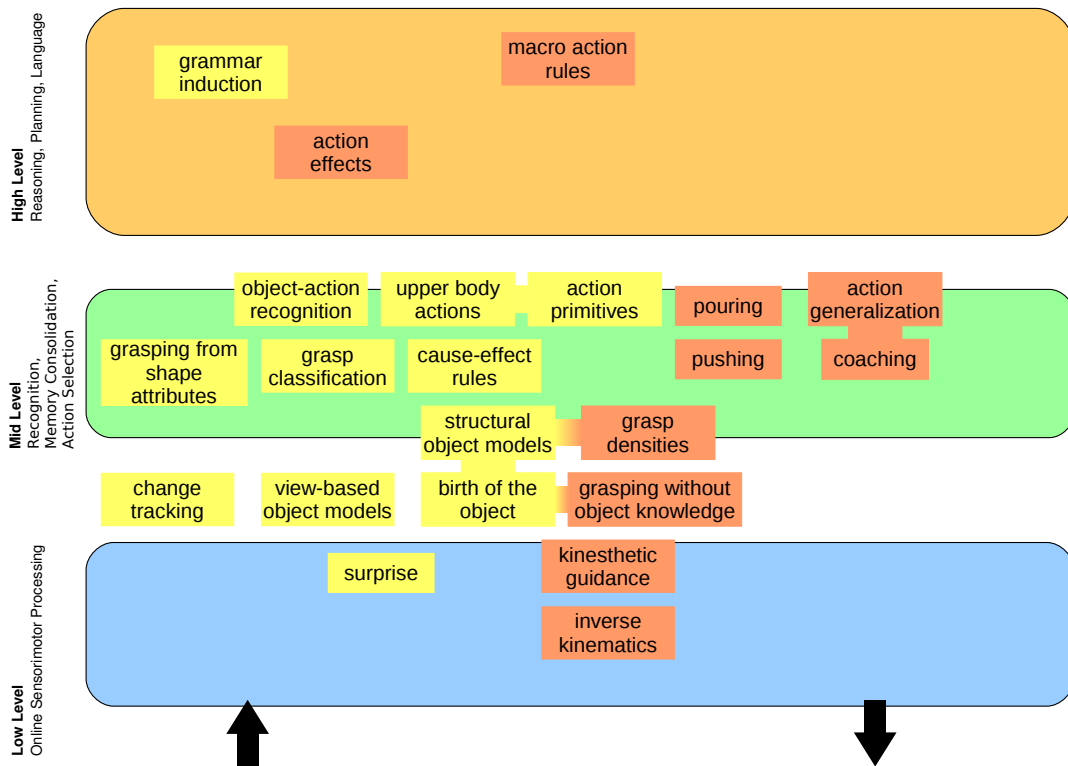 High Level
Reasoning, Planning, Language
grammar
induction
macro action
rules
action
effects
Mid Level
Recognition,
Memory Consolidation,
Action Selection
object-action
recognition
upper body
actions
action
primitives
pouring
action
generalization
grasping from
shape
attributes
grasp
classification
cause-effect
rules
pushing
coaching
structural
object models
grasp
densities
change
tracking
view-based
object models
birth of the
object
grasping without
object knowledge
Low Level
Online Sensorimotor Processing
surprise
kinesthetic
guidance
inverse
kinematics